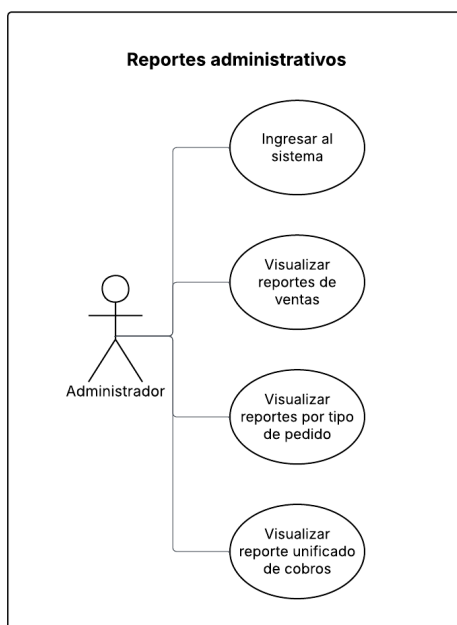 Reportes administrativos
Ingresar al
sistema
Visualizar
reportes de
ventas
Administrador
Visualizar
reportes por tipo
de pedido
Visualizar
reporte unificado
de cobros